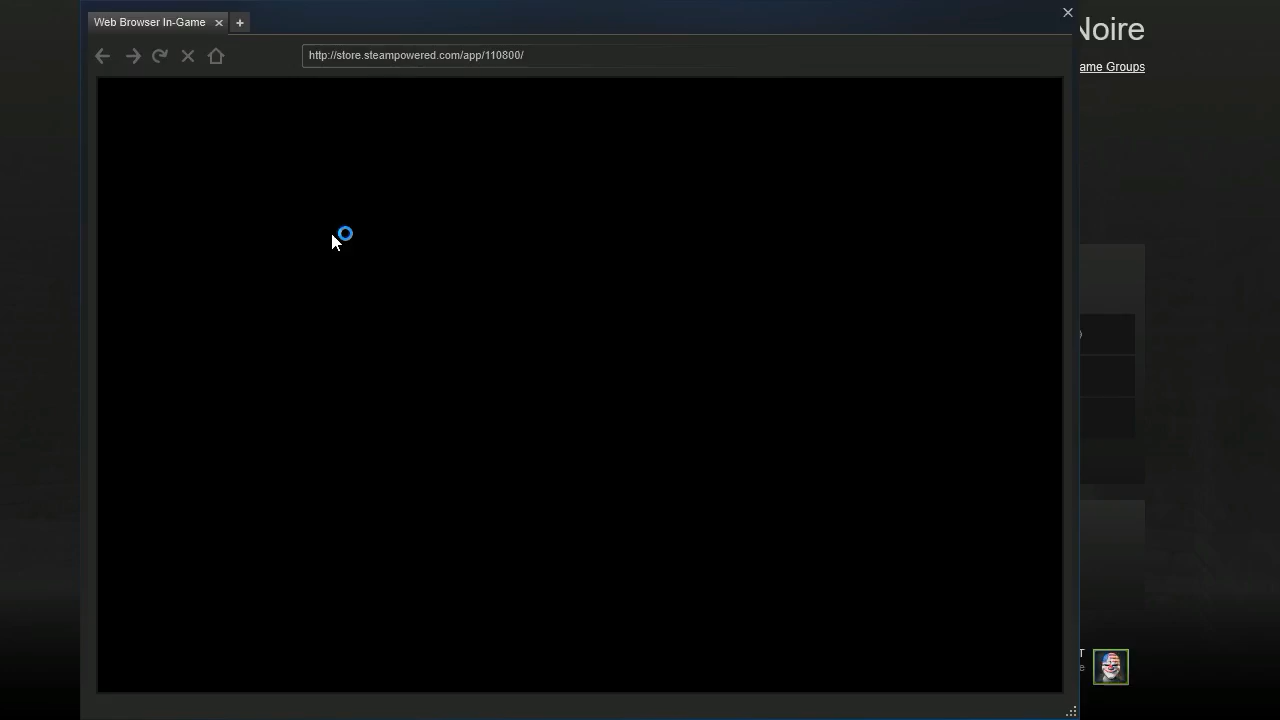 Web Browser In-Game
Noire
http://store.steampowered.com/app/110800/
ame Groups
T
e